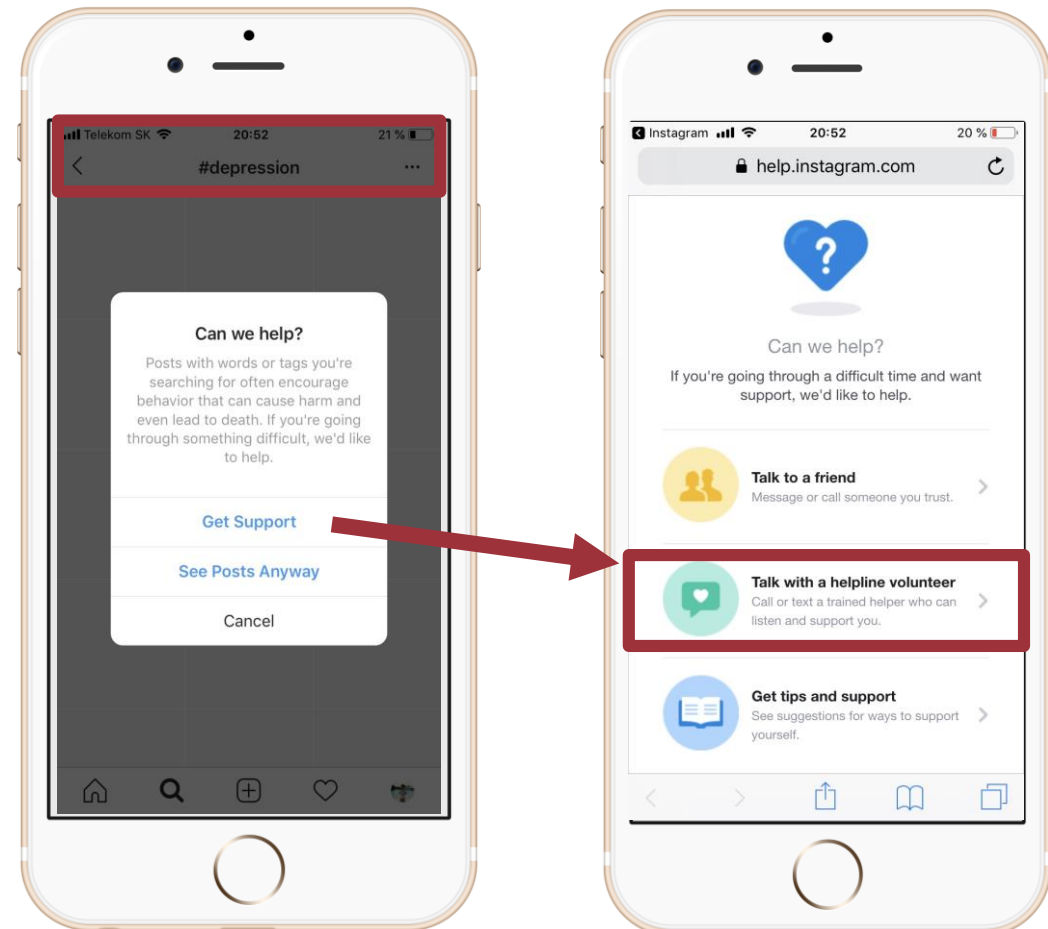 Telekom SK 20:52 21 %
#depression
Can we help?
Posts with words or tags you're
searching for often encourage
behavior that can cause harm and
even lead to death. If you're going
through something difficult, we'd like
to help.
Get Support
See Posts Anyway
Cancel
Instagram 20:52 20 %
help.instagram.com
?
Can we help?
If you're going through a difficult time and want
support, we'd like to help.
Talk to a friend
Message or call someone you trust.
Talk with a helpline volunteer
Call or text a trained helper who can
listen and support you.
Get tips and support
See suggestions for ways to support
yourself.